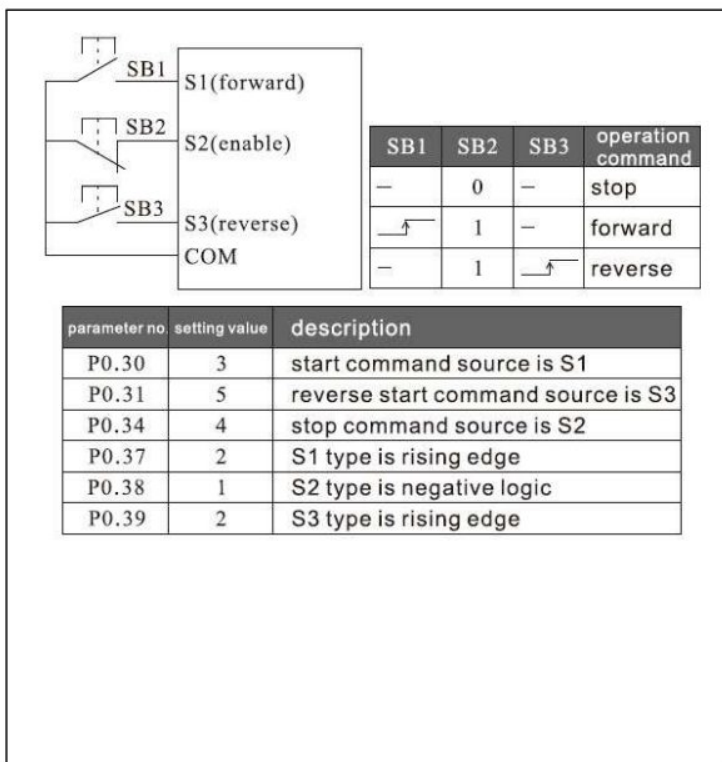 SB1
S1(forward)
SB2
S2(enable)
SB3
S3(reverse)
COM
SB1 SB2 SB3 operation command
— 0 — stop
1 — forward
— 1 reverse
parameter no. setting value description
P0.30 3 start command source is S1
P0.31 5 reverse start command source is S3
P0.34 4 stop command source is S2
P0.37 2 S1 type is rising edge
P0.38 1 S2 type is negative logic
P0.39 2 S3 type is rising edge